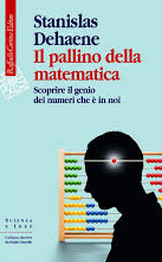 Raffaello Cortina Editore
Stanislas
Dehaene
Il pallino della
matematica
Scoprire il genio
dei numeri che è in noi
SCIENZA
E IDEE